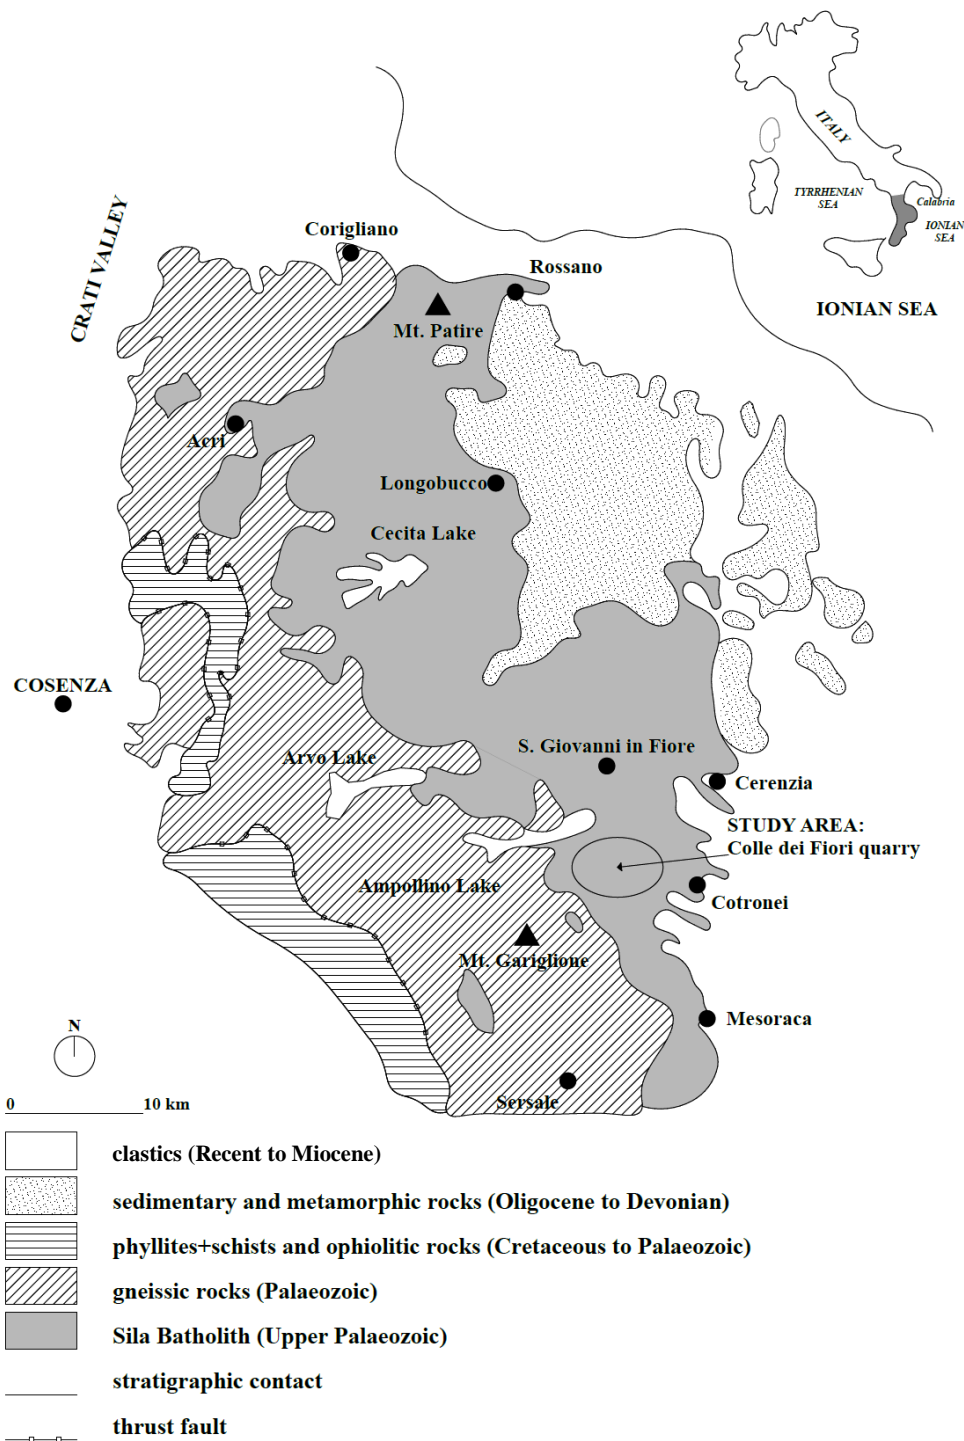 ITALY
TYRRHENIAN
SEA
Calabria
IONIAN
SEA
CRATI VALLEY
Corigliano
Rossano
IONIAN SEA
Mt. Patire
Acri
Longobucco
Cecita Lake
COSENZA
S. Giovanni in Fiore
Arvo Lake
Cerenzia
STUDY AREA:
Colle dei Fiori quarry
Ampollino Lake
Cotronei
Mt. Gariglione
Mesoraca
N
Sersale
0 10 km
clastics (Recent to Miocene)
sedimentary and metamorphic rocks (Oligocene to Devonian)
phyllites+schists and ophiolitic rocks (Cretaceous to Palaeozoic)
gneissic rocks (Palaeozoic)
Sila Batholith (Upper Palaeozoic)
stratigraphic contact
thrust fault